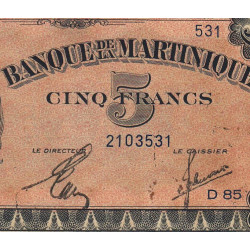 531
BANQUE DE LA MARTINIQUE
5
CINQ FRANCS
2103531
LE DIRECTEUR LE CAISSIER
D 85